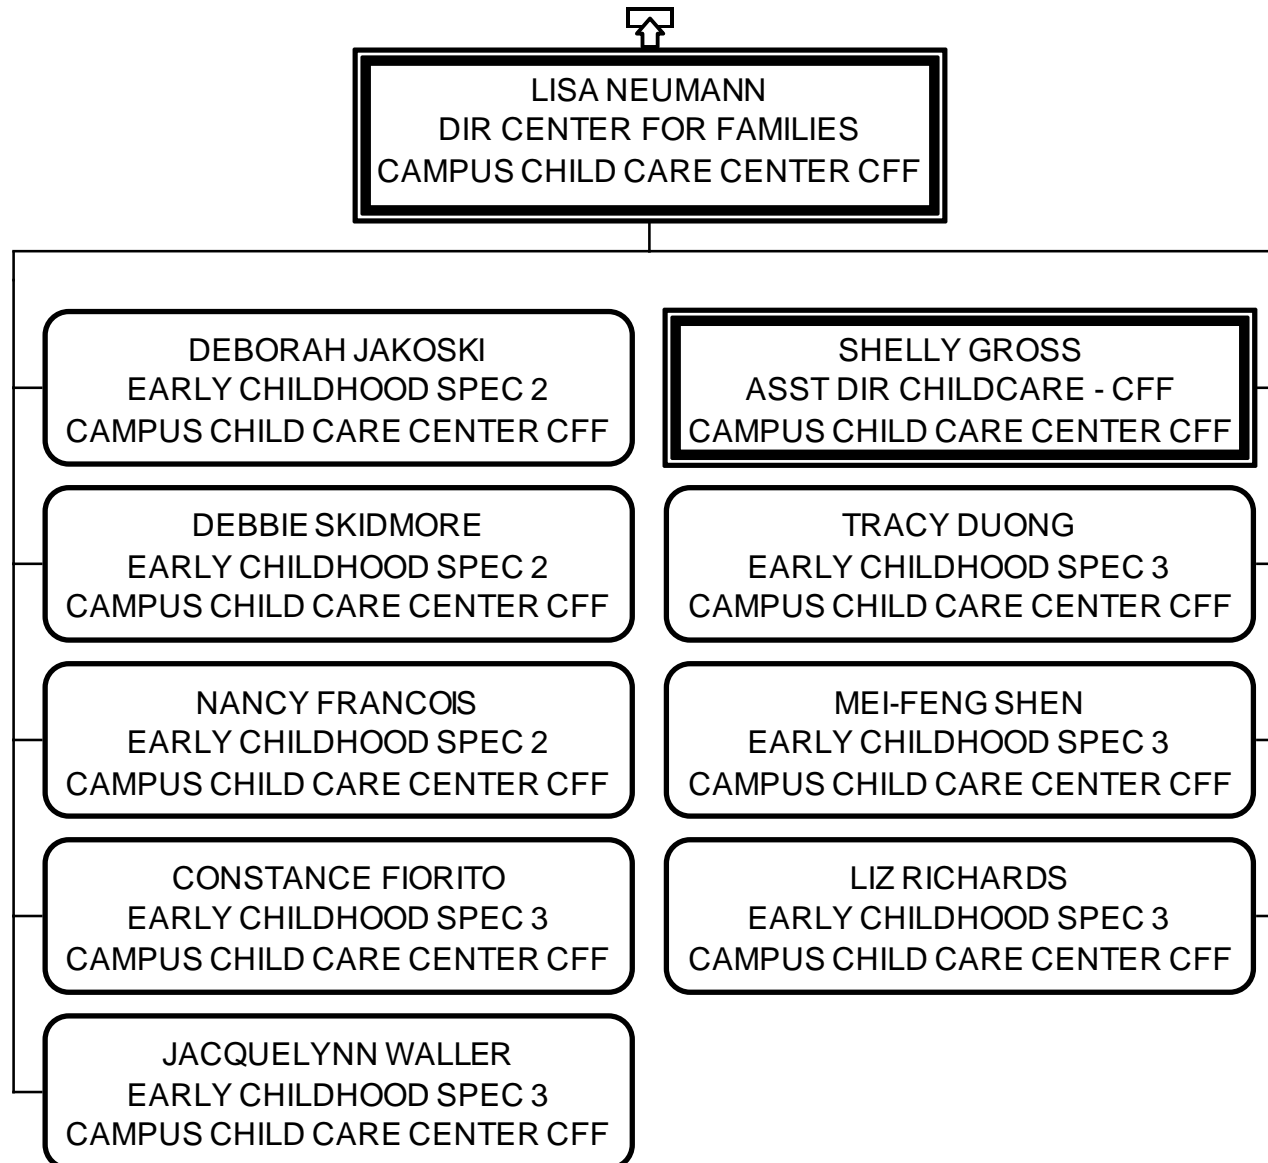 LISA NEUMANN
DIR CENTER FOR FAMILIES
CAMPUS CHILD CARE CENTER CFF
DEBORAH JAKOSKI
EARLY CHILDHOOD SPEC 2
CAMPUS CHILD CARE CENTER CFF
SHELLY GROSS
ASST DIR CHILDCARE - CFF
CAMPUS CHILD CARE CENTER CFF
DEBBIE SKIDMORE
EARLY CHILDHOOD SPEC 2
CAMPUS CHILD CARE CENTER CFF
TRACY DUONG
EARLY CHILDHOOD SPEC 3
CAMPUS CHILD CARE CENTER CFF
NANCY FRANCOIS
EARLY CHILDHOOD SPEC 2
CAMPUS CHILD CARE CENTER CFF
MEI-FENG SHEN
EARLY CHILDHOOD SPEC 3
CAMPUS CHILD CARE CENTER CFF
CONSTANCE FIORITO
EARLY CHILDHOOD SPEC 3
CAMPUS CHILD CARE CENTER CFF
LIZ RICHARDS
EARLY CHILDHOOD SPEC 3
CAMPUS CHILD CARE CENTER CFF
JACQUELYNN WALLER
EARLY CHILDHOOD SPEC 3
CAMPUS CHILD CARE CENTER CFF